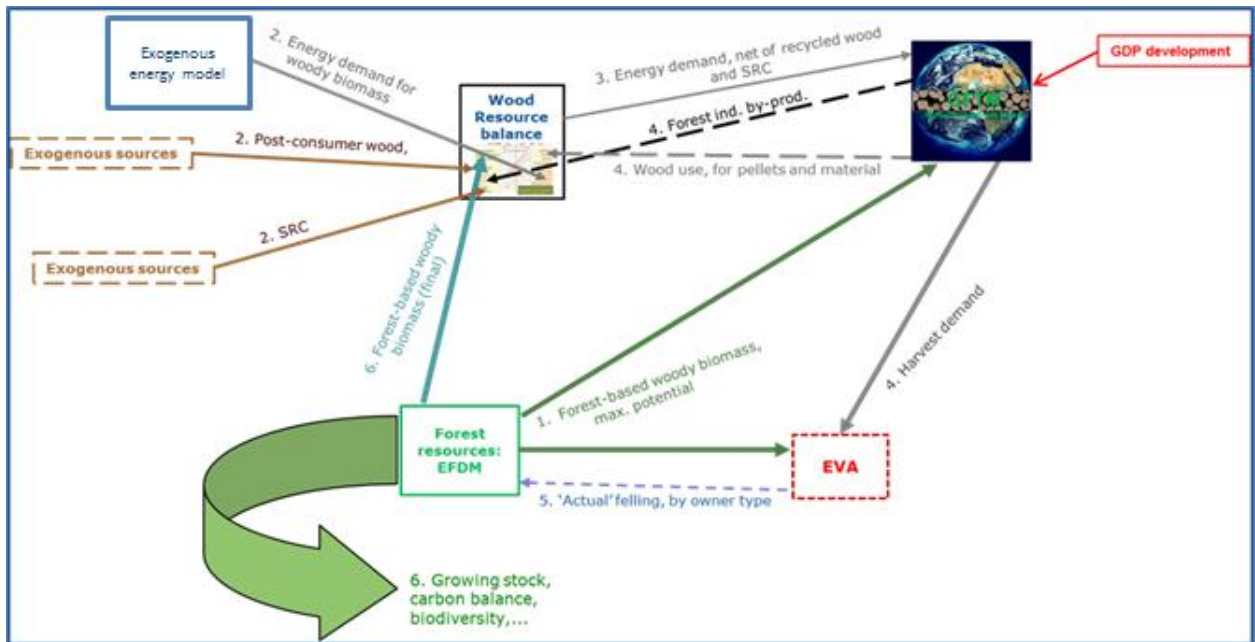 Exogenous
energy model
2. Energy demand for
woody biomass
Wood
Resource
balance
3. Energy demand, net of recycled wood
and SRC
GDP development
4. Forest ind. by-prod.
2. Post-consumer wood,
Exogenous sources
4. Wood use, for pellets and material
2. SRC
Exogenous sources
6. Forest-based woody
biomass (final)
4. Harvest demand
1. Forest-based woody biomass,
max. potential
Forest
resources:
EFDM
EVA
5. ‘Actual’ felling, by owner type
6. Growing stock,
carbon balance,
biodiversity,...